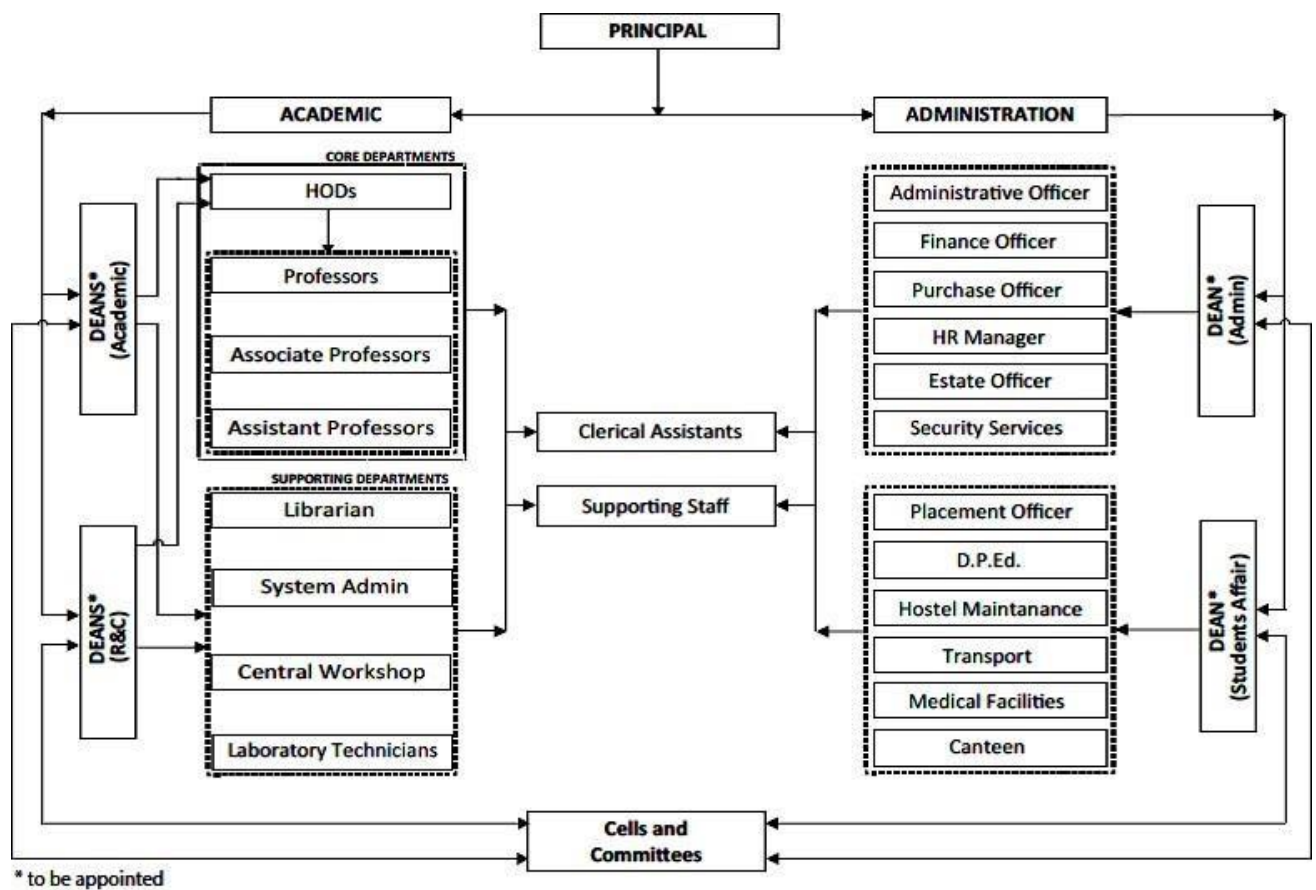 PRINCIPAL
ACADEMIC
ADMINISTRATION
CORE DEPARTMENTS
HODs
Professors
Associate Professors
Assistant Professors
SUPPORTING DEPARTMENTS
Librarian
System Admin
Central Workshop
Laboratory Technicians
DEANS*
(Academic)
DEANS*
(R&C)
Clerical Assistants
Supporting Staff
Administrative Officer
Finance Officer
Purchase Officer
HR Manager
Estate Officer
Security Services
Placement Officer
D.P.Ed.
Hostel Maintanance
Transport
Medical Facilities
Canteen
DEAN*
(Admin)
DEAN*
(Students Affair)
Cells and
Committees
* to be appointed